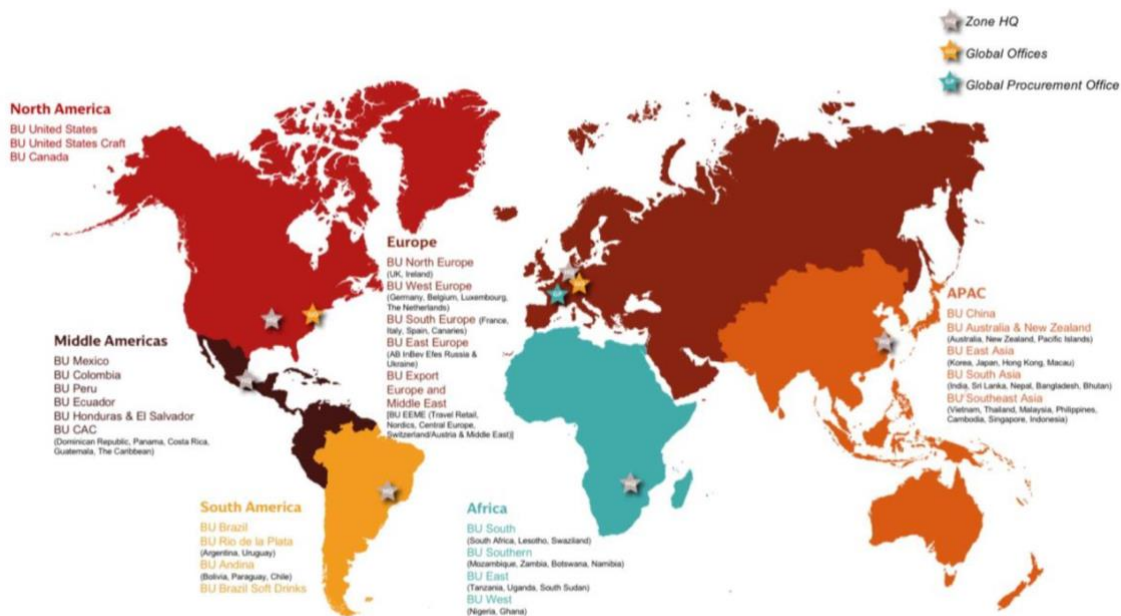 Zone HQ
Global Offices
Global Procurement Office
North America
BU United States
BU United States Craft
BU Canada
Europe
BU North Europe
(UK, Ireland)
BU West Europe
(Germany, Belgium, Luxembourg,
The Netherlands)
BU South Europe (France,
Italy, Spain, Canaries)
BU East Europe
(AB InBev Efes Russia &
Ukraine)
BU Export
Europe and
Middle East
[BU EEME (Travel Retail,
Nordics, Central Europe,
Switzerland/Austria & Middle East)]
APAC
BU China
BU Australia & New Zealand
(Australia, New Zealand, Pacific Islands)
BU East Asia
(Korea, Japan, Hong Kong, Macau)
BU South Asia
(India, Sri Lanka, Nepal, Bangladesh, Bhutan)
BU Southeast Asia
(Vietnam, Thailand, Malaysia, Philippines,
Cambodia, Singapore, Indonesia)
Middle Americas
BU Mexico
BU Colombia
BU Peru
BU Ecuador
BU Honduras & El Salvador
BU CAC
(Dominican Republic, Panama, Costa Rica,
Guatemala, The Caribbean)
South America
BU Brazil
BU Rio de la Plata
(Argentina, Uruguay)
BU Andina
(Bolivia, Paraguay, Chile)
BU Brazil Soft Drinks
Africa
BU South
(South Africa, Lesotho, Swaziland)
BU Southern
(Mozambique, Zambia, Botswana, Namibia)
BU East
(Tanzania, Uganda, South Sudan)
BU West
(Nigeria, Ghana)